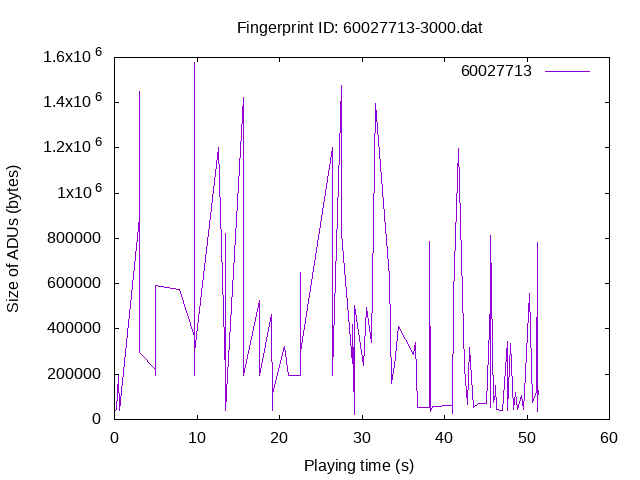 Fingerprint ID: 60027713-3000.dat
1.6x10 6
60027713
1.4x10 6
1.2x10 6
1x10 6
800000
600000
400000
200000
0
0 10 20 30 40 50 60
Size of ADUs (bytes)
Playing time (s)